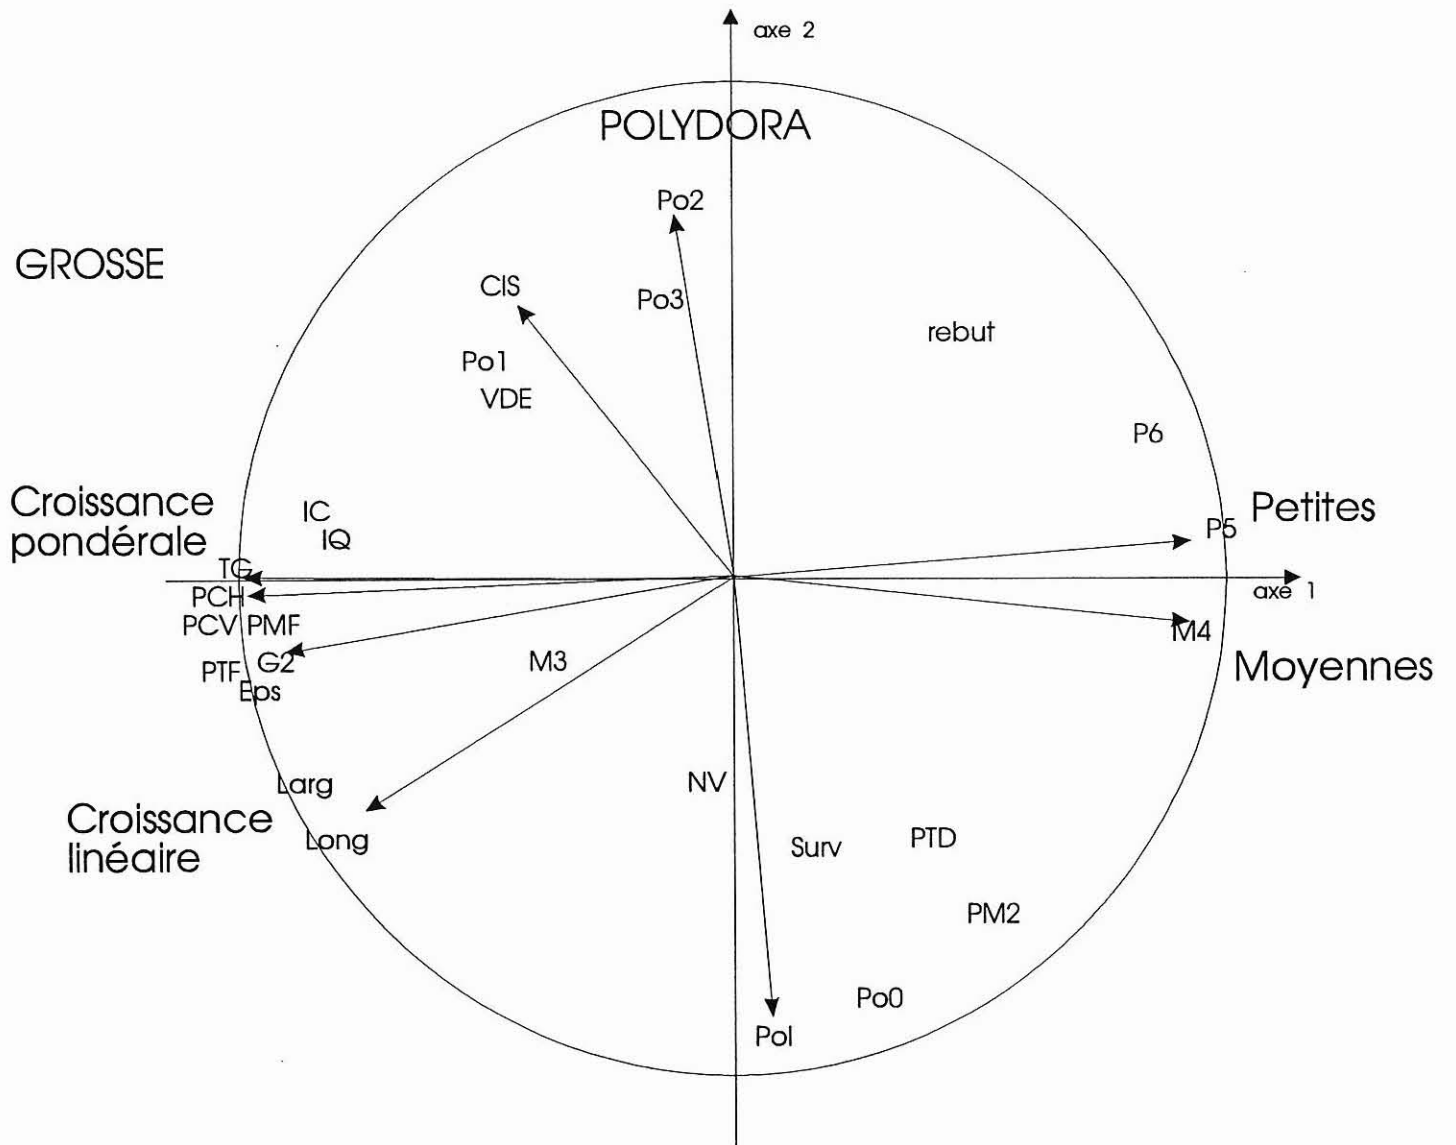 axe 2
POLYDORA
Po2
GROSSE
CIS
Po3
rebut
Po1
VDE
P6
Croissance
pondérale
IC
IQ
Petites
P5
TG
axe 1
PCH
PCV PMF
M4
PTF
G2
M3
Moyennes
Eps
Larg
NV
Croissance
linéaire
Long
Surv
PTD
PM2
Po0
Pol